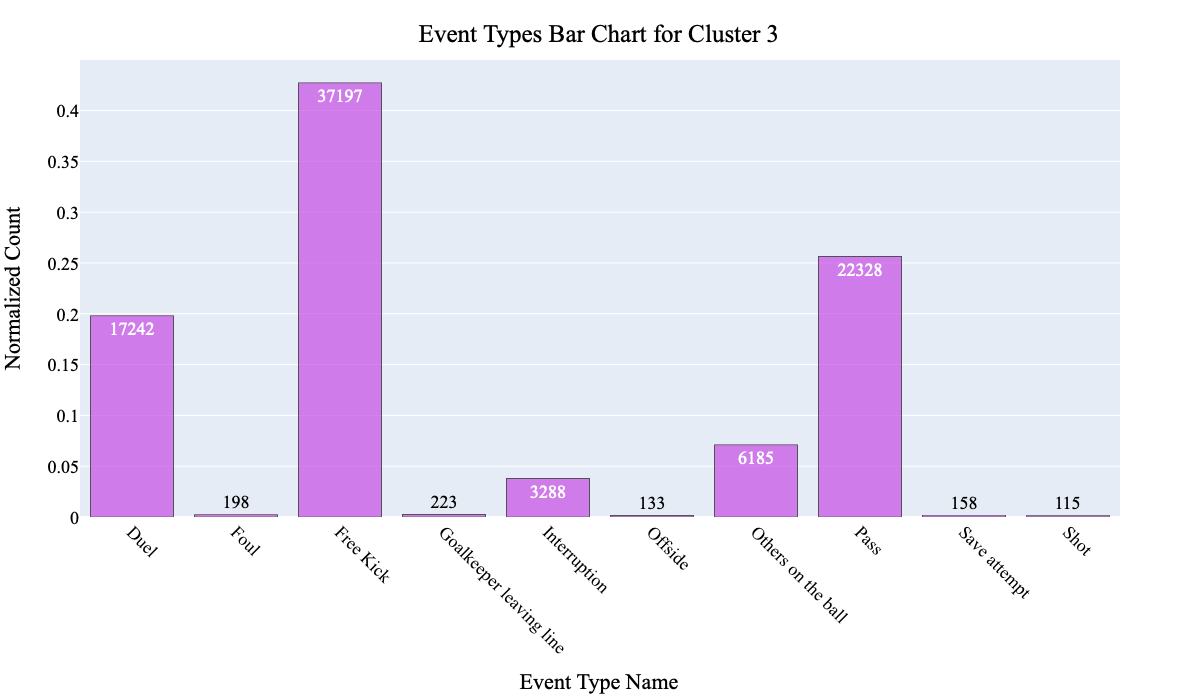 Event Types Bar Chart for Cluster 3
Normalized Count
0.4
0.35
0.3
0.25
0.2
0.15
0.1
0.05
0
17242
198
37197
223
3288
133
6185
22328
158
115
Duel
Foul
Free Kick
Goalkeeper leaving line
Interruption
Offside
Others on the ball
Pass
Save attempt
Shot
Event Type Name